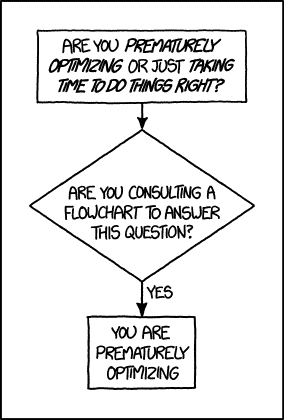 ARE YOU PREMATURELY
OPTIMIZING OR JUST TAKING
TIME TO DO THINGS RIGHT?
ARE YOU CONSULTING A
FLOWCHART TO ANSWER
THIS QUESTION?
YES
YOU ARE
PREMATURELY
OPTIMIZING